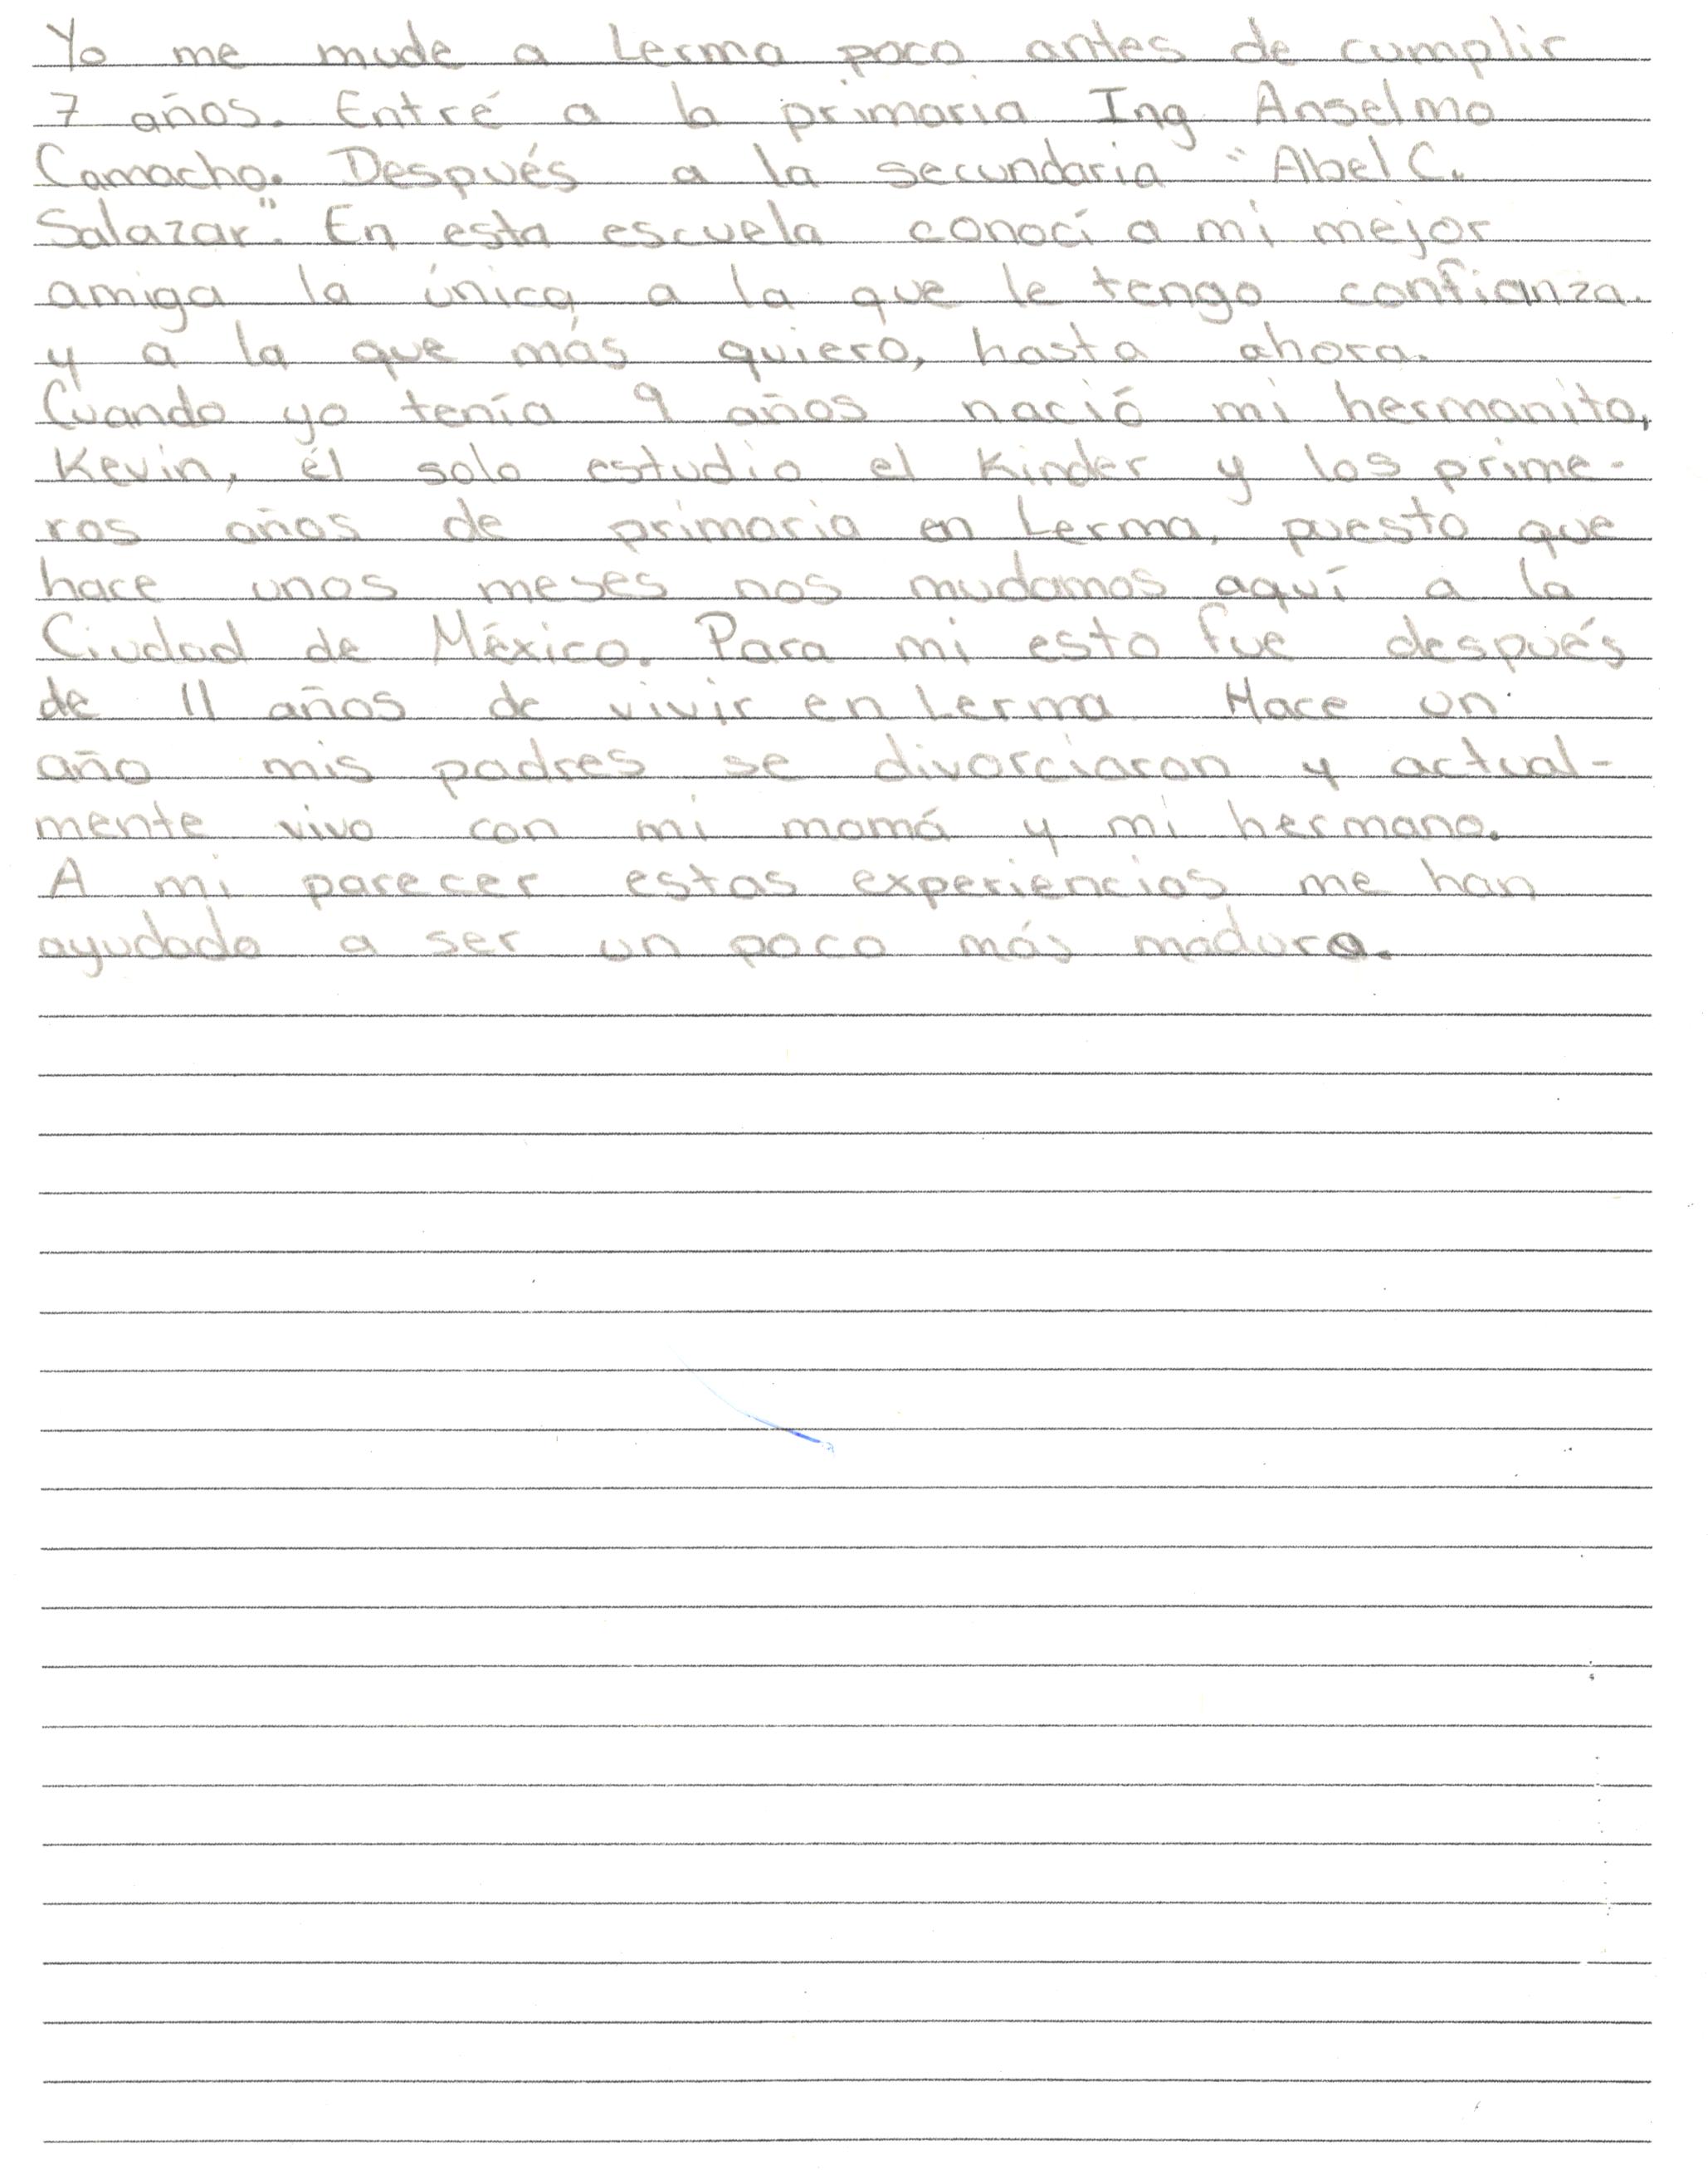 Yo me mude a Lerma poco antes de cumplir
7 años. Entré a la primaria Ing Anselmo
Camacho. Después a la secundaria "Abel C.
Salazar". En esta escuela conocí a mi mejor
amiga la única a la que le tengo confianza.
y a la que más quiero, hasta ahora.
Cuando yo tenía 9 años nació mi hermanito,
Kevin, él solo estudio el Kinder y los prime-
ros años de primaria en Lerma, puesto que
hace unos meses nos mudamos aquí a la
Ciudad de México. Para mi esto fue después
de 11 años de vivir en Lerma. Hace un
año mis padres se divorciaron y actual-
mente vivo con mi mamá y mi hermano.
A mi parecer estas experiencias me han
ayudado a ser un poco más madura.